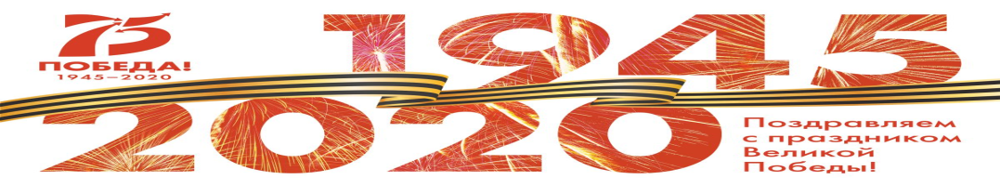 75
ПОБЕДА!
1945–2020
1945
2020
Поздравляем
с праздником
Великой
Победы!